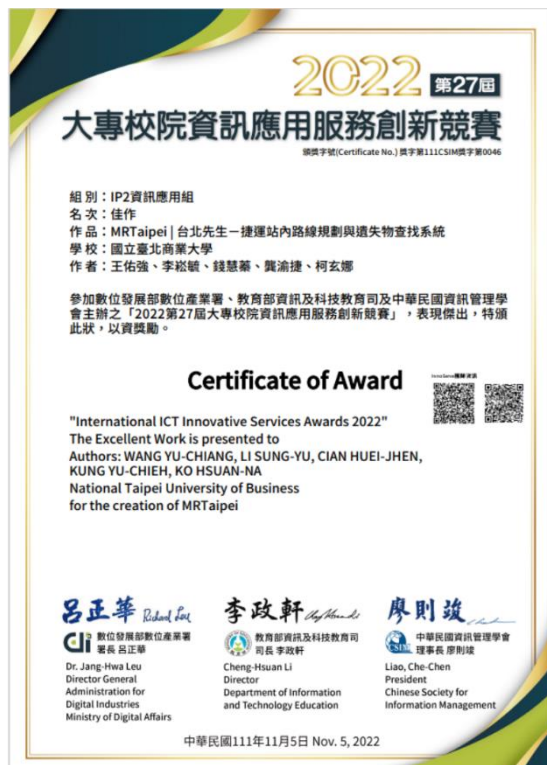 2022 第27屆
大專校院資訊應用服務創新競賽
頒獎字號(Certificate No.) 獎字第111CSIM獎字第0046
組別：IP2資訊應用組
名次：佳作
作品：MRTaipei | 台北先生－捷運站內路線規劃與遺失物查找系統
學校：國立臺北商業大學
作者：王佑強、李崧毓、錢慧蓁、龔渝捷、柯玄娜
參加數位發展部數位產業署、教育部資訊及科技教育司及中華民國資訊管理學
會主辦之「2022第27屆大專校院資訊應用服務創新競賽」，表現傑出，特頒
此狀，以資獎勵。
Certificate of Award
"International ICT Innovative Services Awards 2022"
The Excellent Work is presented to
Authors: WANG YU-CHIANG, LI SUNG-YU, CIAN HUEI-JHEN,
KUNG YU-CHIEH, KO HSUAN-NA
National Taipei University of Business
for the creation of MRTaipei
呂正華
數位發展部數位產業署
署長 呂正華
Dr. Jang-Hwa Leu
Director General
Administration for
Digital Industries
Ministry of Digital Affairs
李政軒
教育部資訊及科技教育司
司長 李政軒
Cheng-Hsuan Li
Director
Department of Information
and Technology Education
廖則竣
中華民國資訊管理學會
理事長 廖則竣
Liao, Che-Chen
President
Chinese Society for
Information Management
中華民國111年11月5日 Nov. 5, 2022